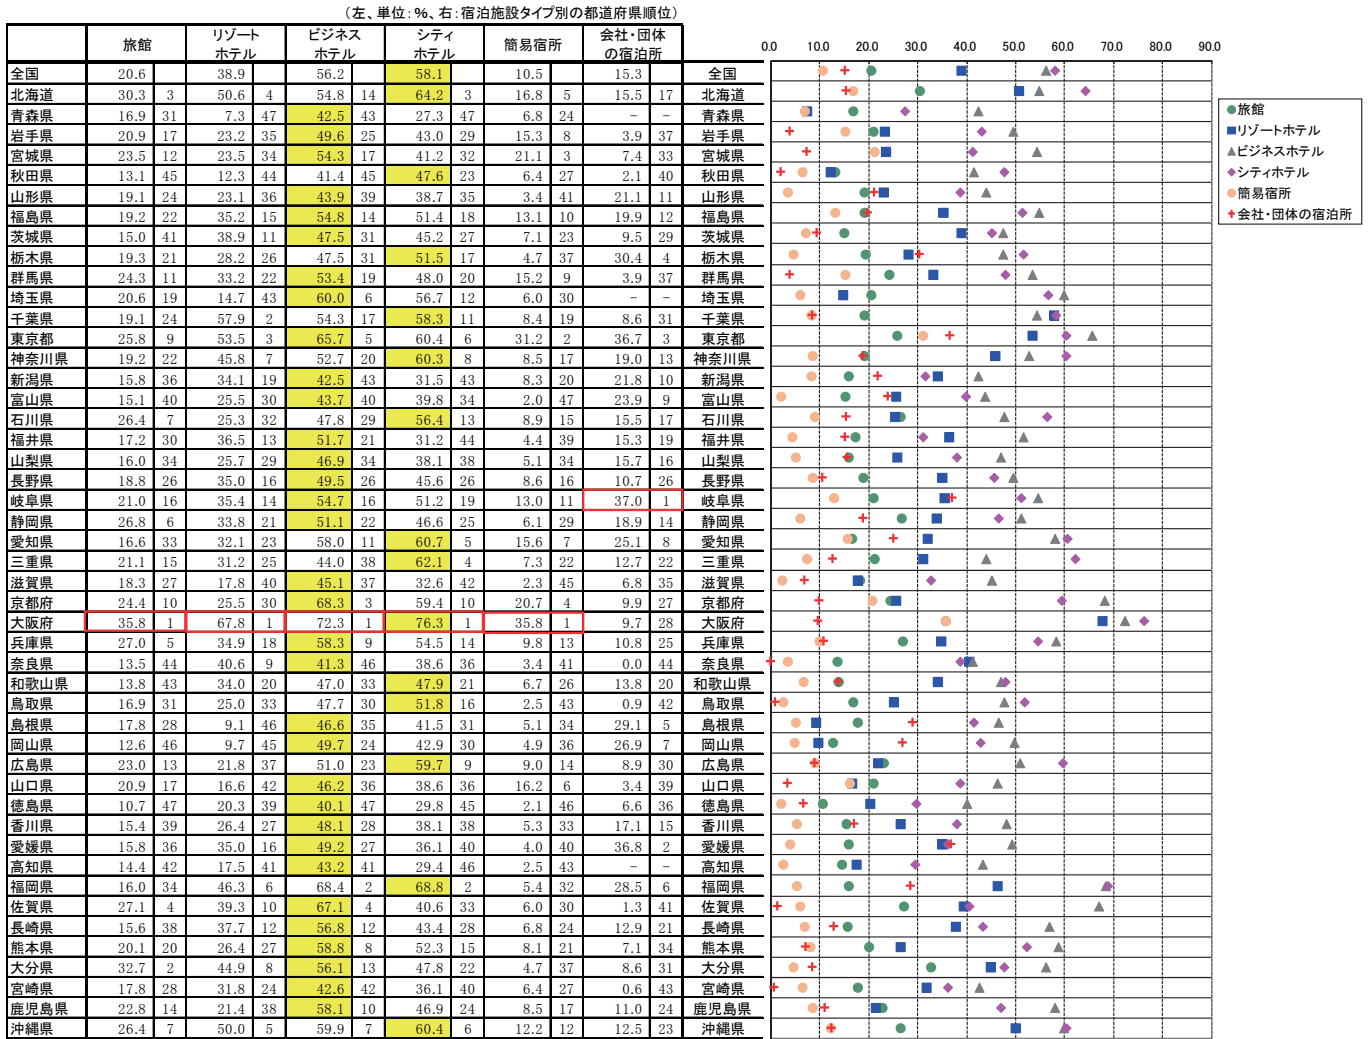 (左、単位:%、右:宿泊施設タイプ別の都道府県順位)
旅館 リゾートホテル ビジネスホテル シティホテル 簡易宿所 会社・団体の宿泊所
0.0 10.0 20.0 30.0 40.0 50.0 60.0 70.0 80.0 90.0
全国 20.6 38.9 56.2 58.1 10.5 15.3 全国
北海道 30.3 3 50.6 4 54.8 14 64.2 3 16.8 5 15.5 17 北海道
青森県 16.9 31 7.3 47 42.5 43 27.3 47 6.8 24 － － 青森県
岩手県 20.9 17 23.2 35 49.6 25 43.0 29 15.3 8 3.9 37 岩手県
宮城県 23.5 12 23.5 34 54.3 17 41.2 32 21.1 3 7.4 33 宮城県
秋田県 13.1 45 12.3 44 41.4 45 47.6 23 6.4 27 2.1 40 秋田県
山形県 19.1 24 23.1 36 43.9 39 38.7 35 3.4 41 21.1 11 山形県
福島県 19.2 22 35.2 15 54.8 14 51.4 18 13.1 10 19.9 12 福島県
茨城県 15.0 41 38.9 11 47.5 31 45.2 27 7.1 23 9.5 29 茨城県
栃木県 19.3 21 28.2 26 47.5 31 51.5 17 4.7 37 30.4 4 栃木県
群馬県 24.3 11 33.2 22 53.4 19 48.0 20 15.2 9 3.9 37 群馬県
埼玉県 20.6 19 14.7 43 60.0 6 56.7 12 6.0 30 － － 埼玉県
千葉県 19.1 24 57.9 2 54.3 17 58.3 11 8.4 19 8.6 31 千葉県
東京都 25.8 9 53.5 3 65.7 5 60.4 6 31.2 2 36.7 3 東京都
神奈川県 19.2 22 45.8 7 52.7 20 60.3 8 8.5 17 19.0 13 神奈川県
新潟県 15.8 36 34.1 19 42.5 43 31.5 43 8.3 20 21.8 10 新潟県
富山県 15.1 40 25.5 30 43.7 40 39.8 34 2.0 47 23.9 9 富山県
石川県 26.4 7 25.3 32 47.8 29 56.4 13 8.9 15 15.5 17 石川県
福井県 17.2 30 36.5 13 51.7 21 31.2 44 4.4 39 15.3 19 福井県
山梨県 16.0 34 25.7 29 46.9 34 38.1 38 5.1 34 15.7 16 山梨県
長野県 18.8 26 35.0 16 49.5 26 45.6 26 8.6 16 10.7 26 長野県
岐阜県 21.0 16 35.4 14 54.7 16 51.2 19 13.0 11 37.0 1 岐阜県
静岡県 26.8 6 33.8 21 51.1 22 46.6 25 6.1 29 18.9 14 静岡県
愛知県 16.6 33 32.1 23 58.0 11 60.7 5 15.6 7 25.1 8 愛知県
三重県 21.1 15 31.2 25 44.0 38 62.1 4 7.3 22 12.7 22 三重県
滋賀県 18.3 27 17.8 40 45.1 37 32.6 42 2.3 45 6.8 35 滋賀県
京都府 24.4 10 25.5 30 68.3 3 59.4 10 20.7 4 9.9 27 京都府
大阪府 35.8 1 67.8 1 72.3 1 76.3 1 35.8 1 9.7 28 大阪府
兵庫県 27.0 5 34.9 18 58.3 9 54.5 14 9.8 13 10.8 25 兵庫県
奈良県 13.5 44 40.6 9 41.3 46 38.6 36 3.4 41 0.0 44 奈良県
和歌山県 13.8 43 34.0 20 47.0 33 47.9 21 6.7 26 13.8 20 和歌山県
鳥取県 16.9 31 25.0 33 47.7 30 51.8 16 2.5 43 0.9 42 鳥取県
島根県 17.8 28 9.1 46 46.6 35 41.5 31 5.1 34 29.1 5 島根県
岡山県 12.6 46 9.7 45 49.7 24 42.9 30 4.9 36 26.9 7 岡山県
広島県 23.0 13 21.8 37 51.0 23 59.7 9 9.0 14 8.9 30 広島県
山口県 20.9 17 16.6 42 46.2 36 38.6 36 16.2 6 3.4 39 山口県
徳島県 10.7 47 20.3 39 40.1 47 29.8 45 2.1 46 6.6 36 徳島県
香川県 15.4 39 26.4 27 48.1 28 38.1 38 5.3 33 17.1 15 香川県
愛媛県 15.8 36 35.0 16 49.2 27 36.1 40 4.0 40 36.8 2 愛媛県
高知県 14.4 42 17.5 41 43.2 41 29.4 46 2.5 43 － － 高知県
福岡県 16.0 34 46.3 6 68.4 2 68.8 2 5.4 32 28.5 6 福岡県
佐賀県 27.1 4 39.3 10 67.1 4 40.6 33 6.0 30 1.3 41 佐賀県
長崎県 15.6 38 37.7 12 56.8 12 43.4 28 6.8 24 12.9 21 長崎県
熊本県 20.1 20 26.4 27 58.8 8 52.3 15 8.1 21 7.1 34 熊本県
大分県 32.7 2 44.9 8 56.1 13 47.8 22 4.7 37 8.6 31 大分県
宮崎県 17.8 28 31.8 24 42.6 42 36.1 40 6.4 27 0.6 43 宮崎県
鹿児島県 22.8 14 21.4 38 58.1 10 46.9 24 8.5 17 11.0 24 鹿児島県
沖縄県 26.4 7 50.0 5 59.9 7 60.4 6 12.2 12 12.5 23 沖縄県
旅館
リゾートホテル
ビジネスホテル
シティホテル
簡易宿所
会社・団体の宿泊所